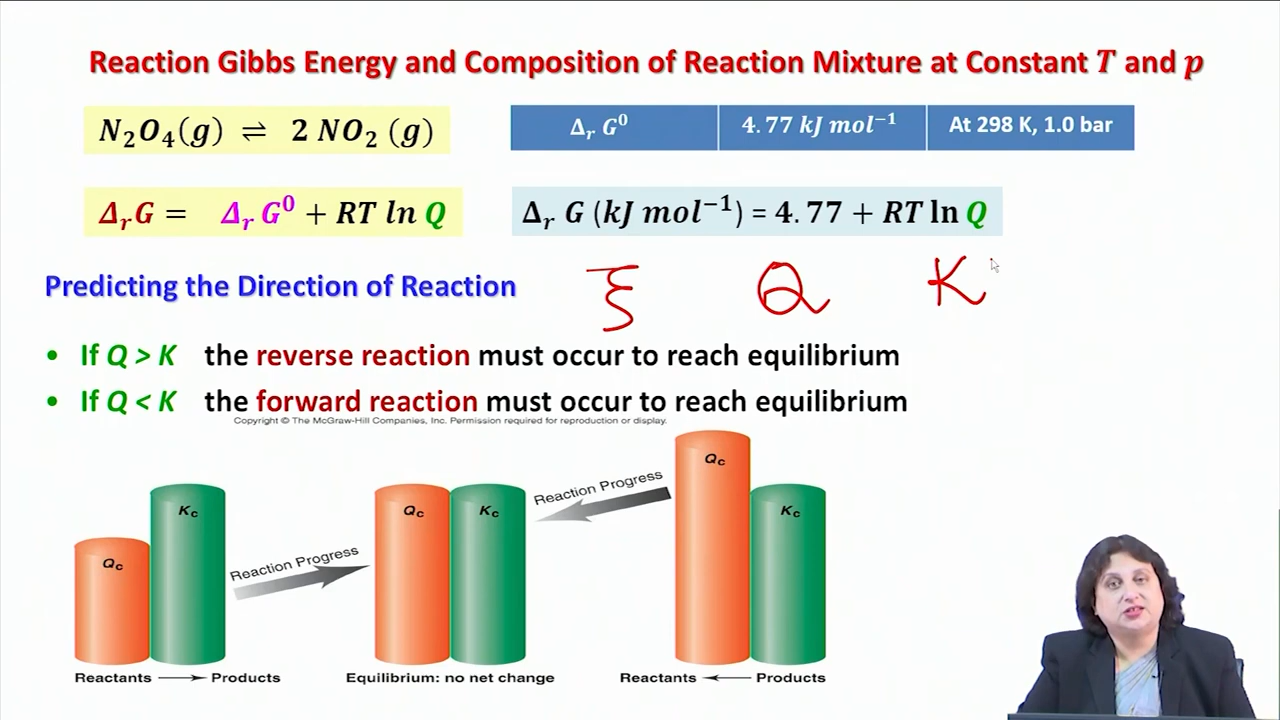 Reaction Gibbs Energy and Composition of Reaction Mixture at Constant T and p
N₂O₄(g) ⇌ 2 NO₂ (g)
Δᵣ G⁰ 4.77 kJ mol⁻¹ At 298 K, 1.0 bar
ΔᵣG = Δᵣ G⁰ + RT ln Q
Δᵣ G (kJ mol⁻¹) = 4.77 + RT ln Q
Predicting the Direction of Reaction
ξ Q K
• If Q > K the reverse reaction must occur to reach equilibrium
• If Q < K the forward reaction must occur to reach equilibrium
Copyright © The McGraw-Hill Companies, Inc. Permission required for reproduction or display.
Qc Kc
Reaction Progress
Qc Kc
Reaction Progress
Qc Kc
Reactants → Products
Equilibrium: no net change
Reactants ← Products